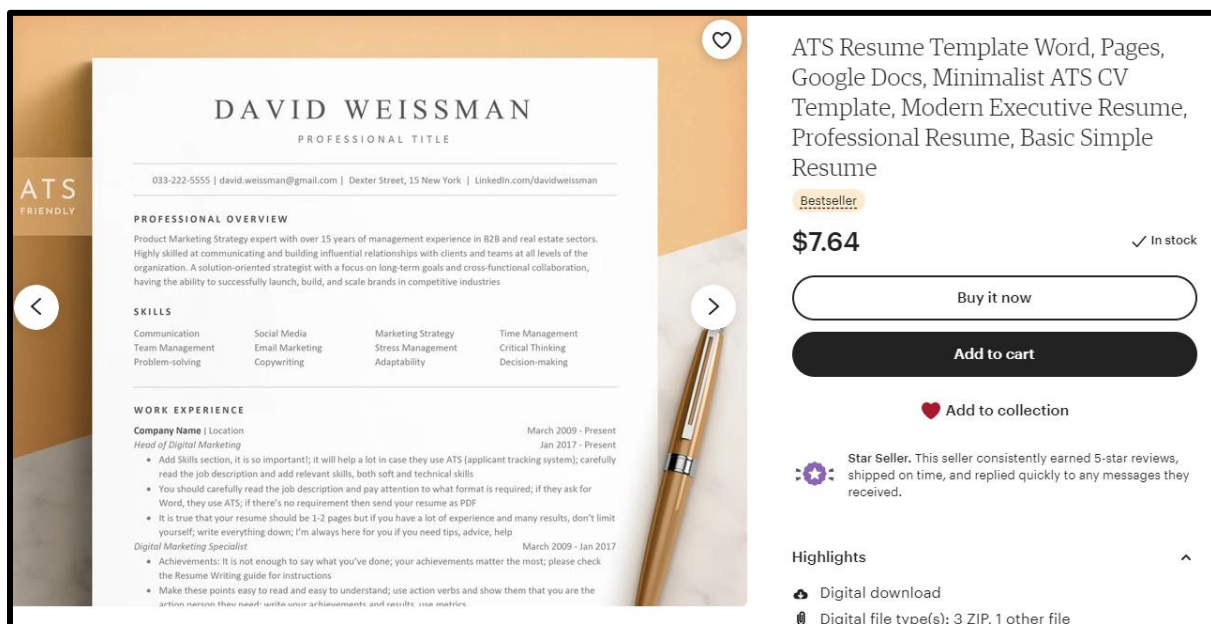 ATS
FRIENDLY
DAVID WEISSMAN
PROFESSIONAL TITLE
033-222-5555 | david.weissman@gmail.com | Dexter Street, 15 New York | LinkedIn.com/davidweissman
PROFESSIONAL OVERVIEW
Product Marketing Strategy expert with over 15 years of management experience in B2B and real estate sectors.
Highly skilled at communicating and building influential relationships with clients and teams at all levels of the
organization. A solution-oriented strategist with a focus on long-term goals and cross-functional collaboration,
having the ability to successfully launch, build, and scale brands in competitive industries
SKILLS
Communication Social Media Marketing Strategy Time Management
Team Management Email Marketing Stress Management Critical Thinking
Problem-solving Copywriting Adaptability Decision-making
WORK EXPERIENCE
Company Name | Location March 2009 - Present
Head of Digital Marketing Jan 2017 - Present
• Add Skills section, it is so important!; it will help a lot in case they use ATS (applicant tracking system); carefully
read the job description and add relevant skills, both soft and technical skills
• You should carefully read the job description and pay attention to what format is required; if they ask for
Word, they use ATS; if there's no requirement then send your resume as PDF
• It is true that your resume should be 1-2 pages but if you have a lot of experience and many results, don't limit
yourself; write everything down; I'm always here for you if you need tips, advice, help
Digital Marketing Specialist March 2009 - Jan 2017
• Achievements: It is not enough to say what you've done; your achievements matter the most; please check
the Resume Writing guide for instructions
• Make these points easy to read and easy to understand; use action verbs and show them that you are the
action person they need; write your achievements and results, use metrics
ATS Resume Template Word, Pages,
Google Docs, Minimalist ATS CV
Template, Modern Executive Resume,
Professional Resume, Basic Simple
Resume
Bestseller
$7.64 In stock
Buy it now
Add to cart
Add to collection
Star Seller. This seller consistently earned 5-star reviews,
shipped on time, and replied quickly to any messages they
received.
Highlights
Digital download
Digital file type(s): 3 ZIP, 1 other file